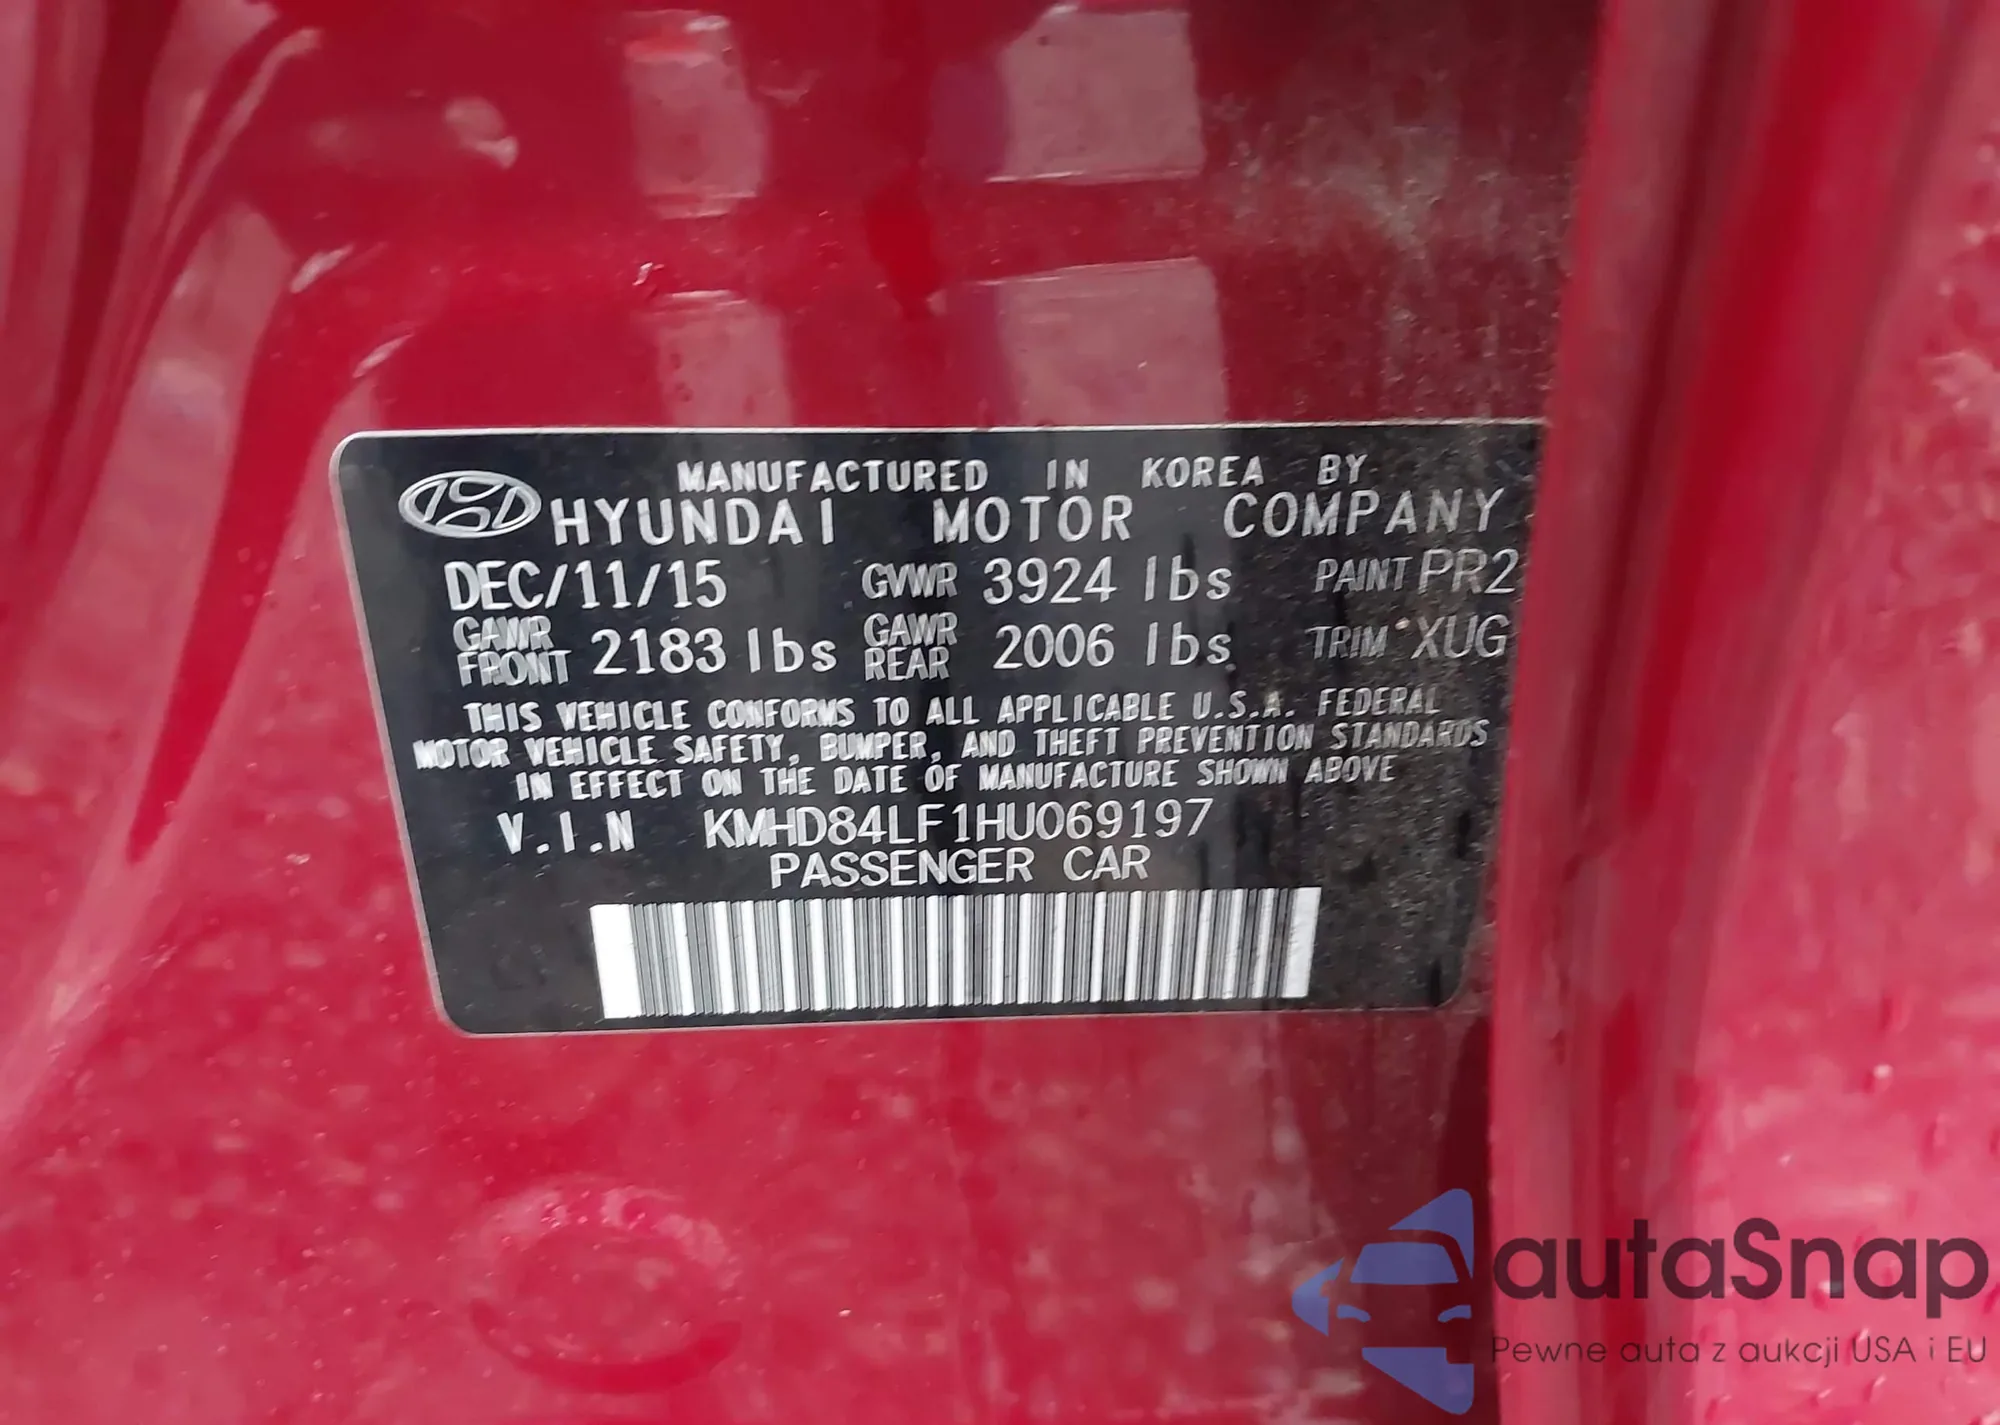 MANUFACTURED IN KOREA BY
HYUNDAI MOTOR COMPANY
DEC/11/15 GVWR 3924 lbs PAINT PR2
GAWR FRONT 2183 lbs GAWR REAR 2006 lbs TRIM XUG
THIS VEHICLE CONFORMS TO ALL APPLICABLE U.S.A. FEDERAL
MOTOR VEHICLE SAFETY, BUMPER, AND THEFT PREVENTION STANDARDS
IN EFFECT ON THE DATE OF MANUFACTURE SHOWN ABOVE
V.I.N KMHD84LF1HU069197
PASSENGER CAR
autaSnap
Pewne auta z aukcji USA i EU